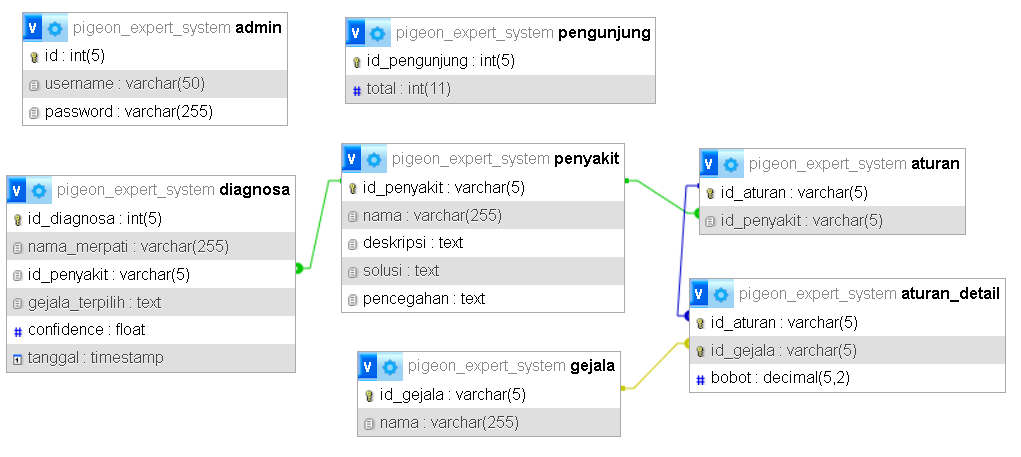 pigeon_expert_system admin
id : int(5)
username : varchar(50)
password : varchar(255)
pigeon_expert_system pengunjung
id_pengunjung : int(5)
total : int(11)
pigeon_expert_system diagnosa
id_diagnosa : int(5)
nama_merpati : varchar(255)
id_penyakit : varchar(5)
gejala_terpilih : text
confidence : float
tanggal : timestamp
pigeon_expert_system penyakit
id_penyakit : varchar(5)
nama : varchar(255)
deskripsi : text
solusi : text
pencegahan : text
pigeon_expert_system aturan
id_aturan : varchar(5)
id_penyakit : varchar(5)
pigeon_expert_system aturan_detail
id_aturan : varchar(5)
id_gejala : varchar(5)
bobot : decimal(5,2)
pigeon_expert_system gejala
id_gejala : varchar(5)
nama : varchar(255)